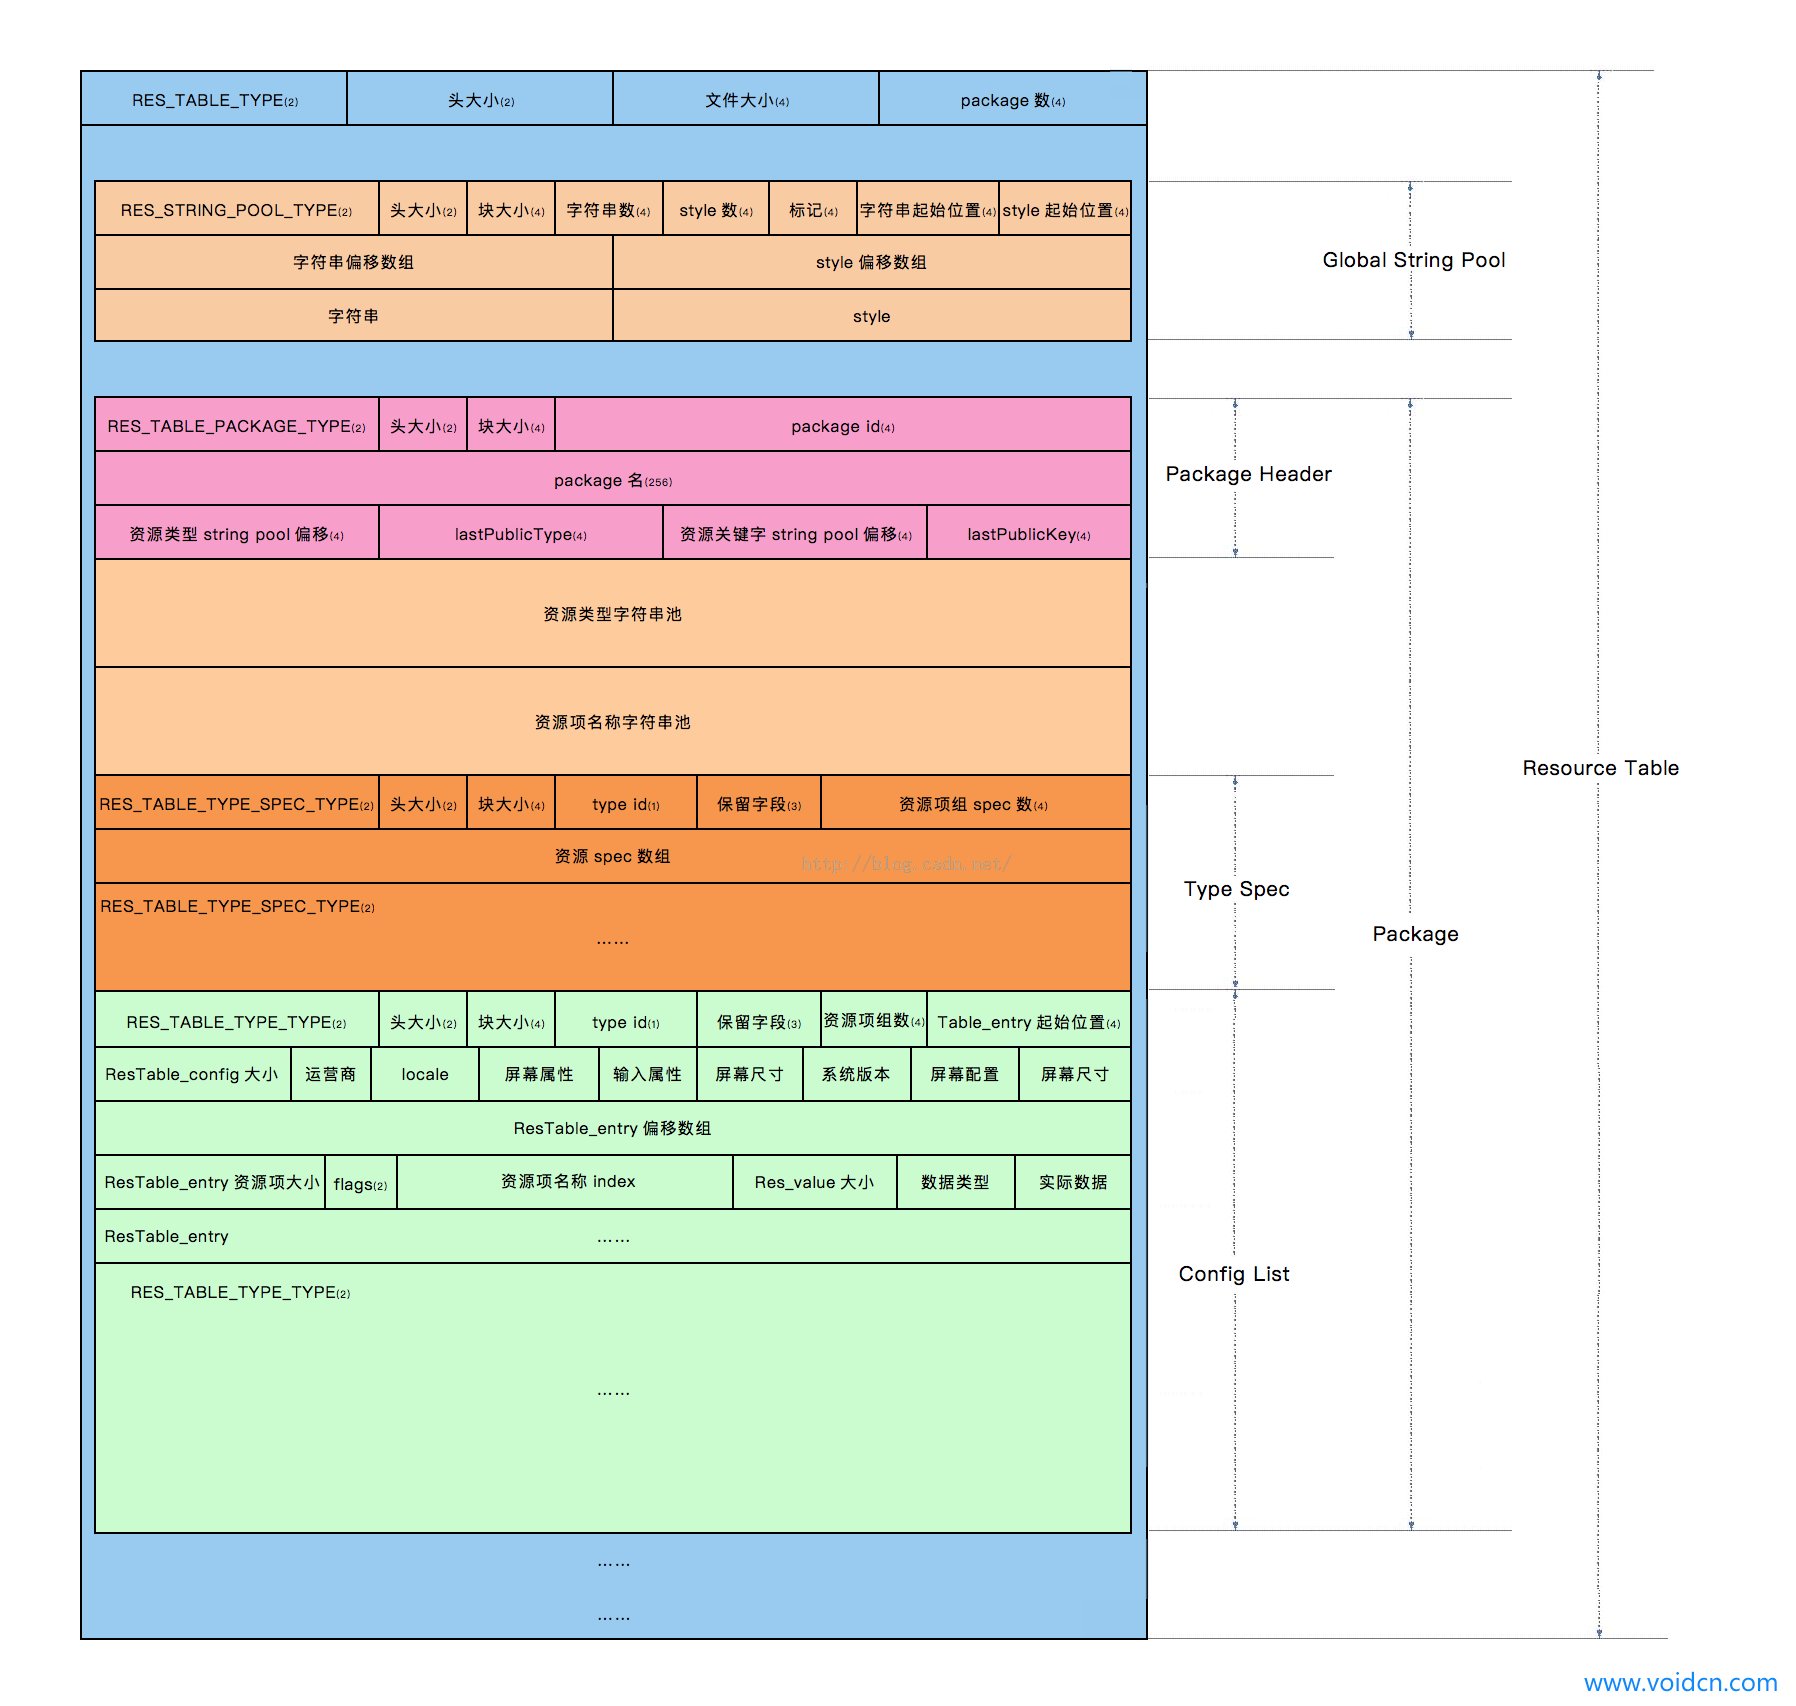 RES_TABLE_TYPE(2) 头大小(2) 文件大小(4) package 数(4)
RES_STRING_POOL_TYPE(2) 头大小(2) 块大小(4) 字符串数(4) style 数(4) 标记(4) 字符串起始位置(4) style 起始位置(4)
字符串偏移数组 style 偏移数组
Global String Pool
字符串 style
RES_TABLE_PACKAGE_TYPE(2) 头大小(2) 块大小(4) package id(4)
package 名(256)
Package Header
资源类型 string pool 偏移(4) lastPublicType(4) 资源关键字 string pool 偏移(4) lastPublicKey(4)
资源类型字符串池
资源项名称字符串池
Resource Table
RES_TABLE_TYPE_SPEC_TYPE(2) 头大小(2) 块大小(4) type id(1) 保留字段(3) 资源项组 spec 数(4)
资源 spec 数组
http://blog.csdn.net/
Type Spec
RES_TABLE_TYPE_SPEC_TYPE(2)
……
Package
RES_TABLE_TYPE_TYPE(2) 头大小(2) 块大小(4) type id(1) 保留字段(3) 资源项组数(4) Table_entry 起始位置(4)
ResTable_config 大小 运营商 locale 屏幕属性 输入属性 屏幕尺寸 系统版本 屏幕配置 屏幕尺寸
ResTable_entry 偏移数组
ResTable_entry 资源项大小 flags(2) 资源项名称 index Res_value 大小 数据类型 实际数据
ResTable_entry ……
Config List
RES_TABLE_TYPE_TYPE(2)
……
……
……
www.voidcn.com